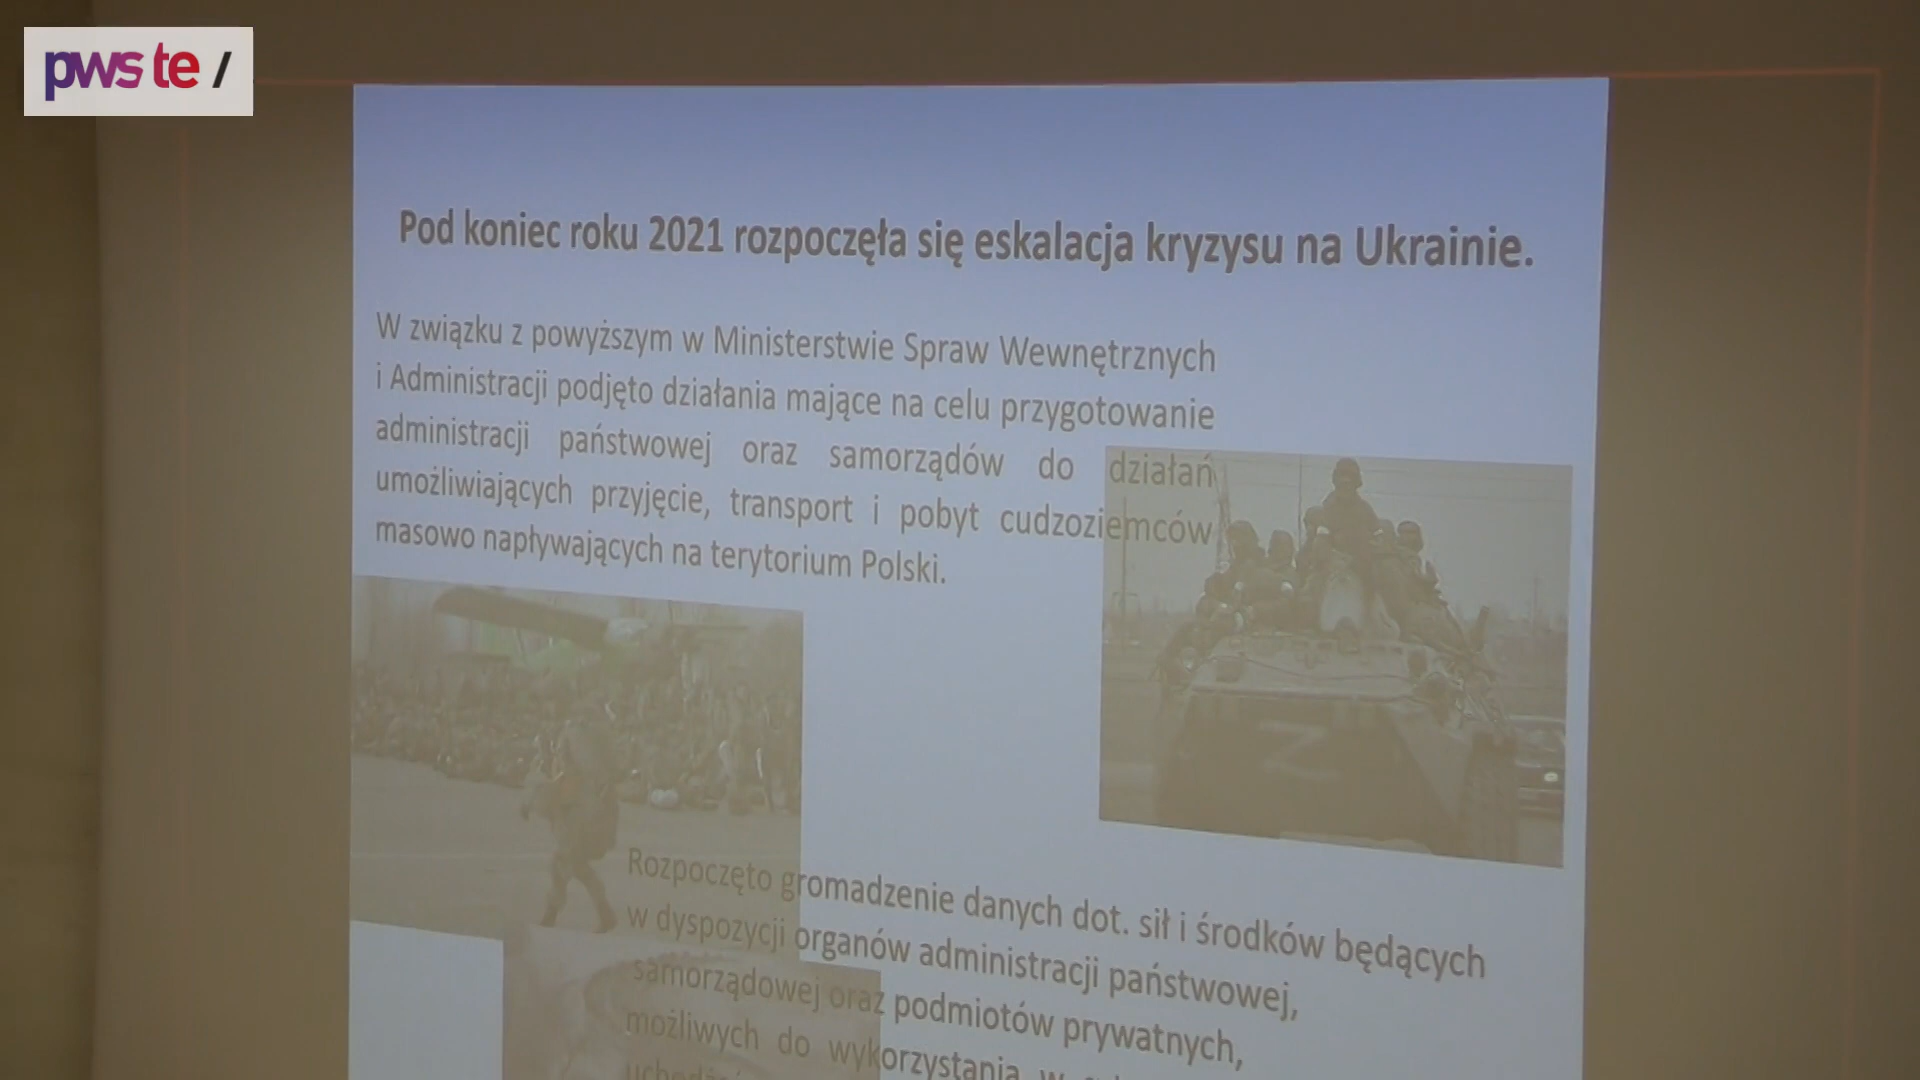 pwste/
Pod koniec roku 2021 rozpoczęła się eskalacja kryzysu na Ukrainie.
W związku z powyższym w Ministerstwie Spraw Wewnętrznych
i Administracji podjęto działania mające na celu przygotowanie
administracji państwowej oraz samorządów do działań
umożliwiających przyjęcie, transport i pobyt cudzoziemców
masowo napływających na terytorium Polski.
Z
Rozpoczęto gromadzenie danych dot. sił i środków będących
w dyspozycji organów administracji państwowej,
samorządowej oraz podmiotów prywatnych,
możliwych do wykorzystania w